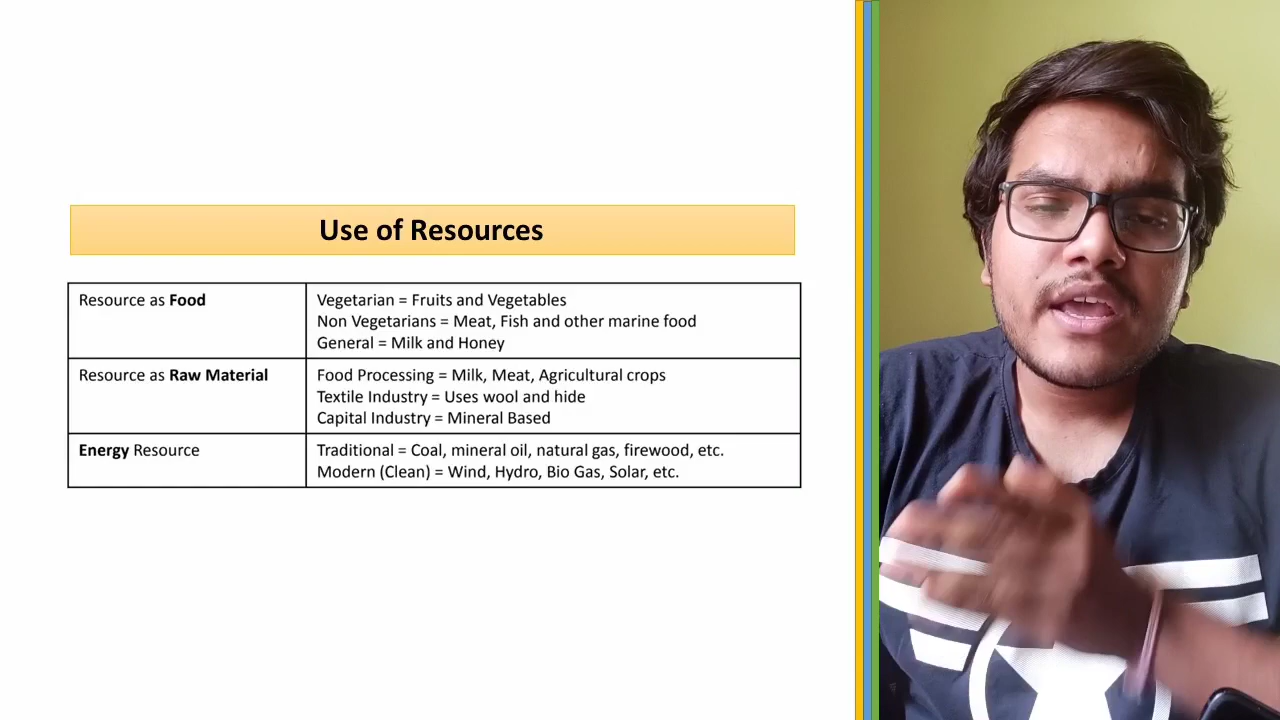 Use of Resources
Resource as Food
Vegetarian = Fruits and Vegetables
Non Vegetarians = Meat, Fish and other marine food
General = Milk and Honey
Resource as Raw Material
Food Processing = Milk, Meat, Agricultural crops
Textile Industry = Uses wool and hide
Capital Industry = Mineral Based
Energy Resource
Traditional = Coal, mineral oil, natural gas, firewood, etc.
Modern (Clean) = Wind, Hydro, Bio Gas, Solar, etc.